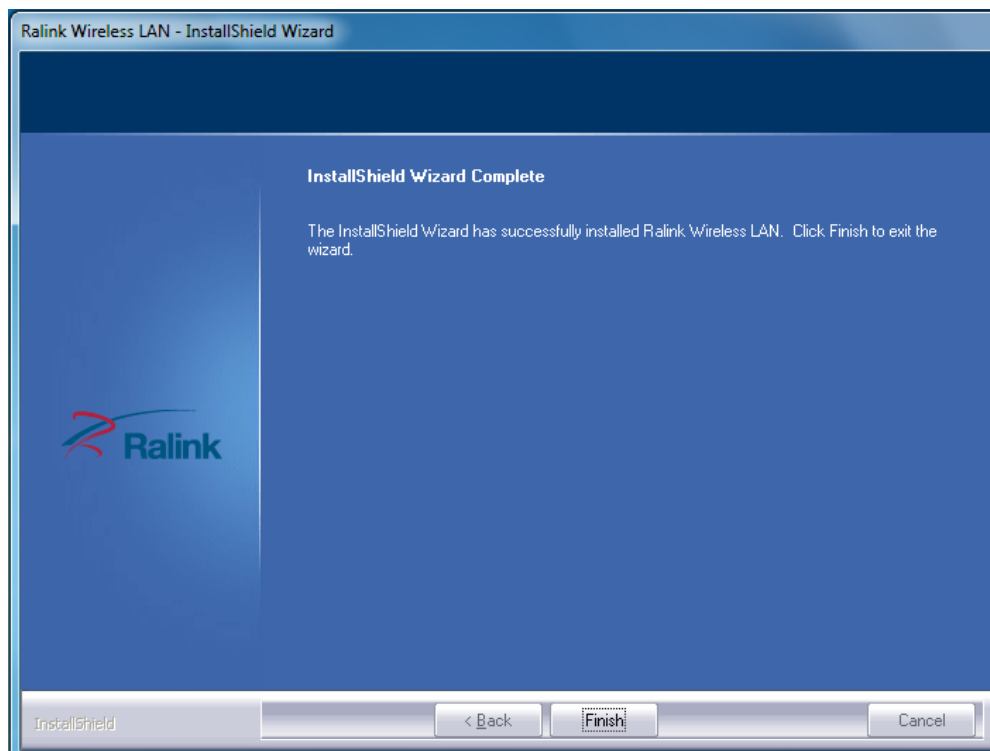 Ralink Wireless LAN - InstallShield Wizard
InstallShield Wizard Complete
The InstallShield Wizard has successfully installed Ralink Wireless LAN.  Click Finish to exit the
wizard.
Ralink
InstallShield
< Back
Finish
Cancel